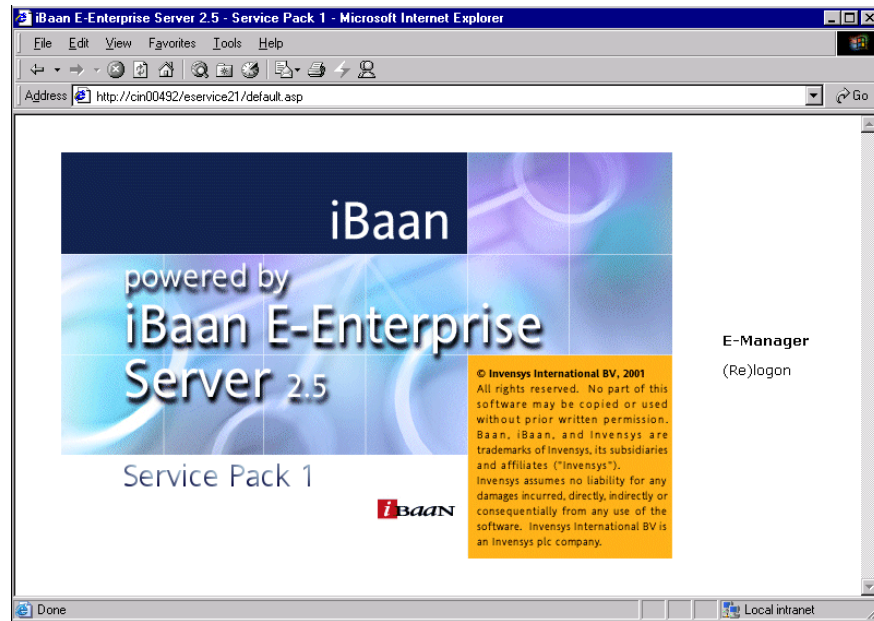 iBaan E-Enterprise Server 2.5 - Service Pack 1 - Microsoft Internet Explorer
File Edit View Favorites Tools Help
Address http://cin00492/eservice21/default.asp Go
iBaan
powered by
iBaan E-Enterprise
Server 2.5
Service Pack 1
iBaan
© Invensys International BV, 2001
All rights reserved. No part of this
software may be copied or used
without prior written permission.
Baan, iBaan, and Invensys are
trademarks of Invensys, its subsidiaries
and affiliates ("Invensys").
Invensys assumes no liability for any
damages incurred, directly, indirectly or
consequentially from any use of the
software. Invensys International BV is
an Invensys plc company.
E-Manager
(Re)logon
Done
Local intranet